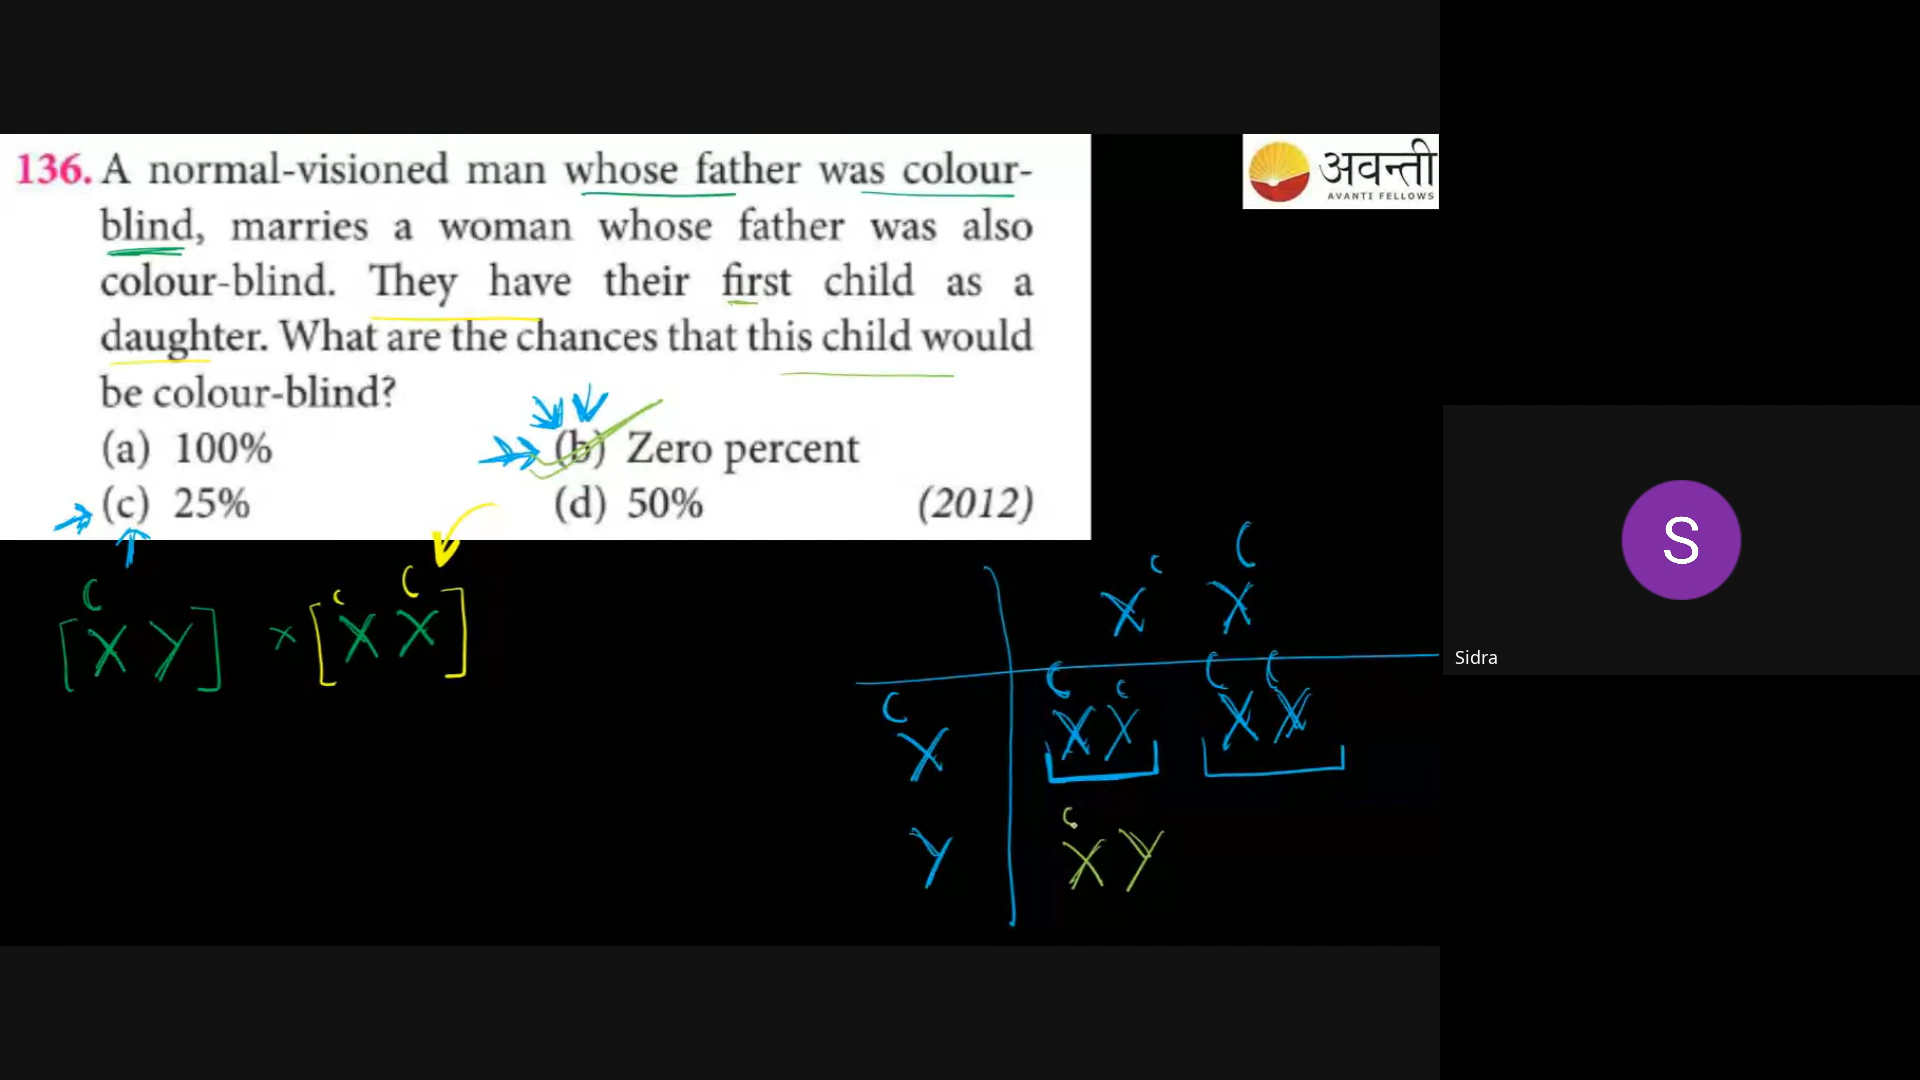 136. A normal-visioned man whose father was colour-
blind, marries a woman whose father was also
colour-blind. They have their first child as a
daughter. What are the chances that this child would
be colour-blind?
(a) 100%
(b) Zero percent
(c) 25%
(d) 50%
(2012)
अवन्ती
AVANTI FELLOWS
[X^C Y] × [X^C X^C]
X^C X^C
X^C X^C X^C X^C X^C
Y X^C Y
S
Sidra